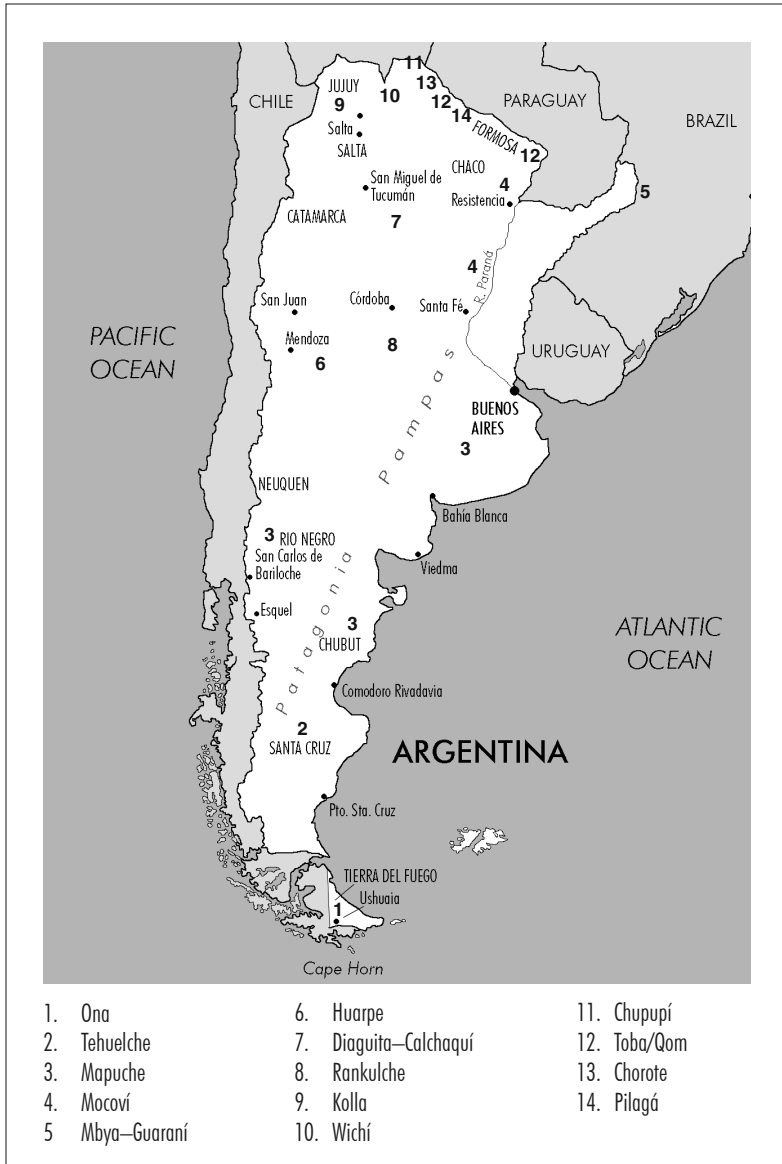 11
JUJUY
13
CHILE
9
10
12
PARAGUAY
14
Salta
FORMOSA
BRAZIL
SALTA
12
CHACO
San Miguel de
Tucumán
4
5
Resistencia
CATAMARCA
7
4
R. Paraná
San Juan
Córdoba
Santa Fé
PACIFIC
OCEAN
Mendoza
8
URUGUAY
6
Pampas
BUENOS
AIRES
3
NEUQUEN
Bahía Blanca
3
RIO NEGRO
San Carlos de
Bariloche
Viedma
Esquel
Patagonia
3
CHUBUT
ATLANTIC
OCEAN
Comodoro Rivadavia
2
SANTA CRUZ
ARGENTINA
Pto. Sta. Cruz
TIERRA DEL FUEGO
Ushuaia
1
Cape Horn
1. Ona
2. Tehuelche
3. Mapuche
4. Mocoví
5 Mbya–Guaraní
6. Huarpe
7. Diaguita–Calchaquí
8. Rankulche
9. Kolla
10. Wichí
11. Chupupí
12. Toba/Qom
13. Chorote
14. Pilagá